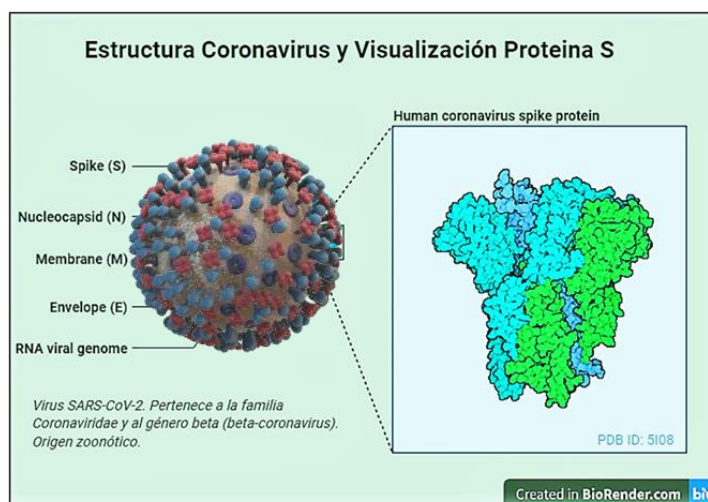 Estructura Coronavirus y Visualización Proteina S
Human coronavirus spike protein
Spike (S)
Nucleocapsid (N)
Membrane (M)
Envelope (E)
RNA viral genome
Virus SARS-CoV-2. Pertenece a la familia
Coronaviridae y al género beta (beta-coronavirus).
Origen zoonótico.
PDB ID: 5I08
Created in BioRender.com